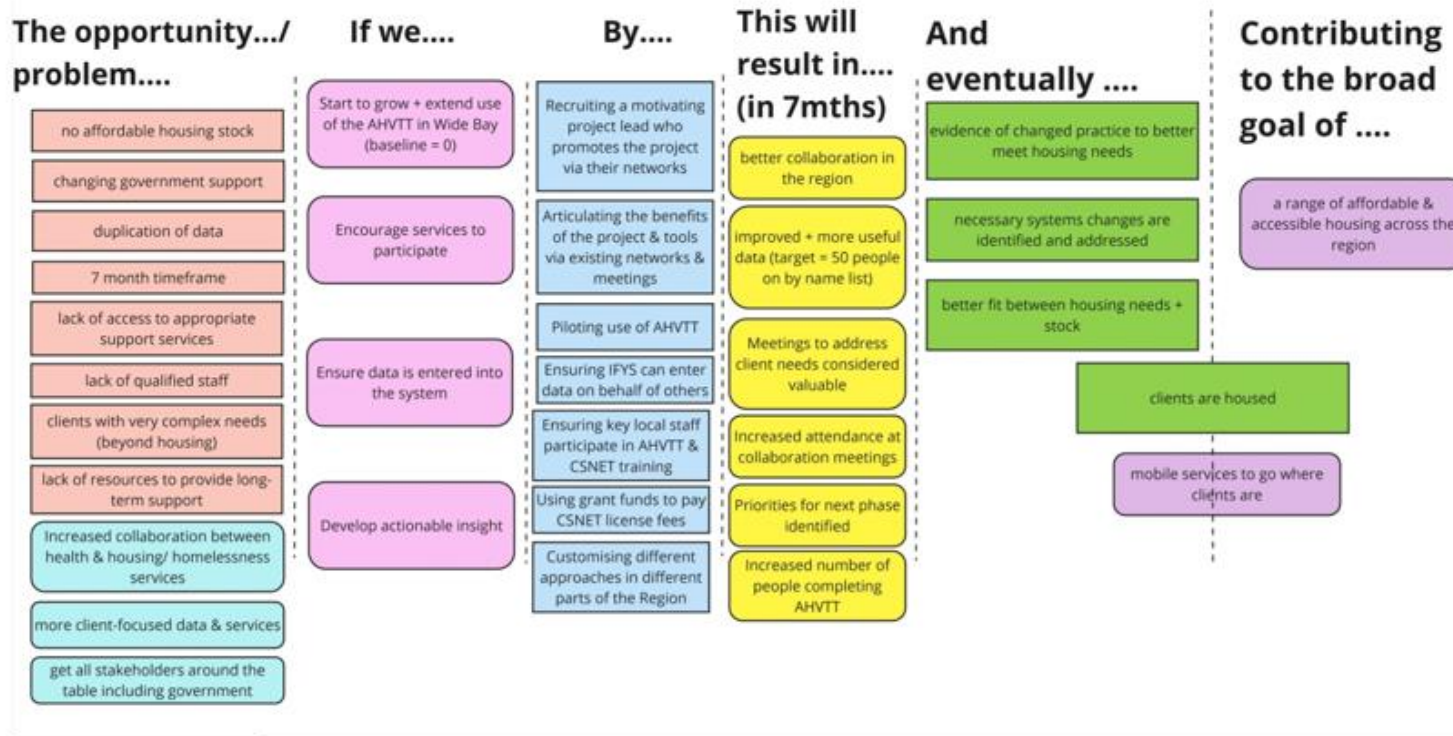 The opportunity.../
problem....
no affordable housing stock
changing government support
duplication of data
7 month timeframe
lack of access to appropriate
support services
lack of qualified staff
clients with very complex needs
(beyond housing)
lack of resources to provide long-
term support
Increased collaboration between
health & housing/ homelessness
services
more client-focused data & services
get all stakeholders around the
table including government
If we....
Start to grow + extend use
of the AHVTT in Wide Bay
(baseline = 0)
Encourage services to
participate
Ensure data is entered into
the system
Develop actionable insight
By....
Recruiting a motivating
project lead who
promotes the project
via their networks
Articulating the benefits
of the project & tools
via existing networks &
meetings
Piloting use of AHVTT
Ensuring IFYS can enter
data on behalf of others
Ensuring key local staff
participate in AHVTT &
CSNET training
Using grant funds to pay
CSNET license fees
Customising different
approaches in different
parts of the Region
This will
result in....
(in 7mths)
better collaboration in
the region
improved + more useful
data (target = 50 people
on by name list)
Meetings to address
client needs considered
valuable
Increased attendance at
collaboration meetings
Priorities for next phase
identified
Increased number of
people completing
AHVTT
And
eventually ....
evidence of changed practice to better
meet housing needs
necessary systems changes are
identified and addressed
better fit between housing needs +
stock
clients are housed
mobile services to go where
clients are
Contributing
to the broad
goal of ....
a range of affordable &
accessible housing across the
region